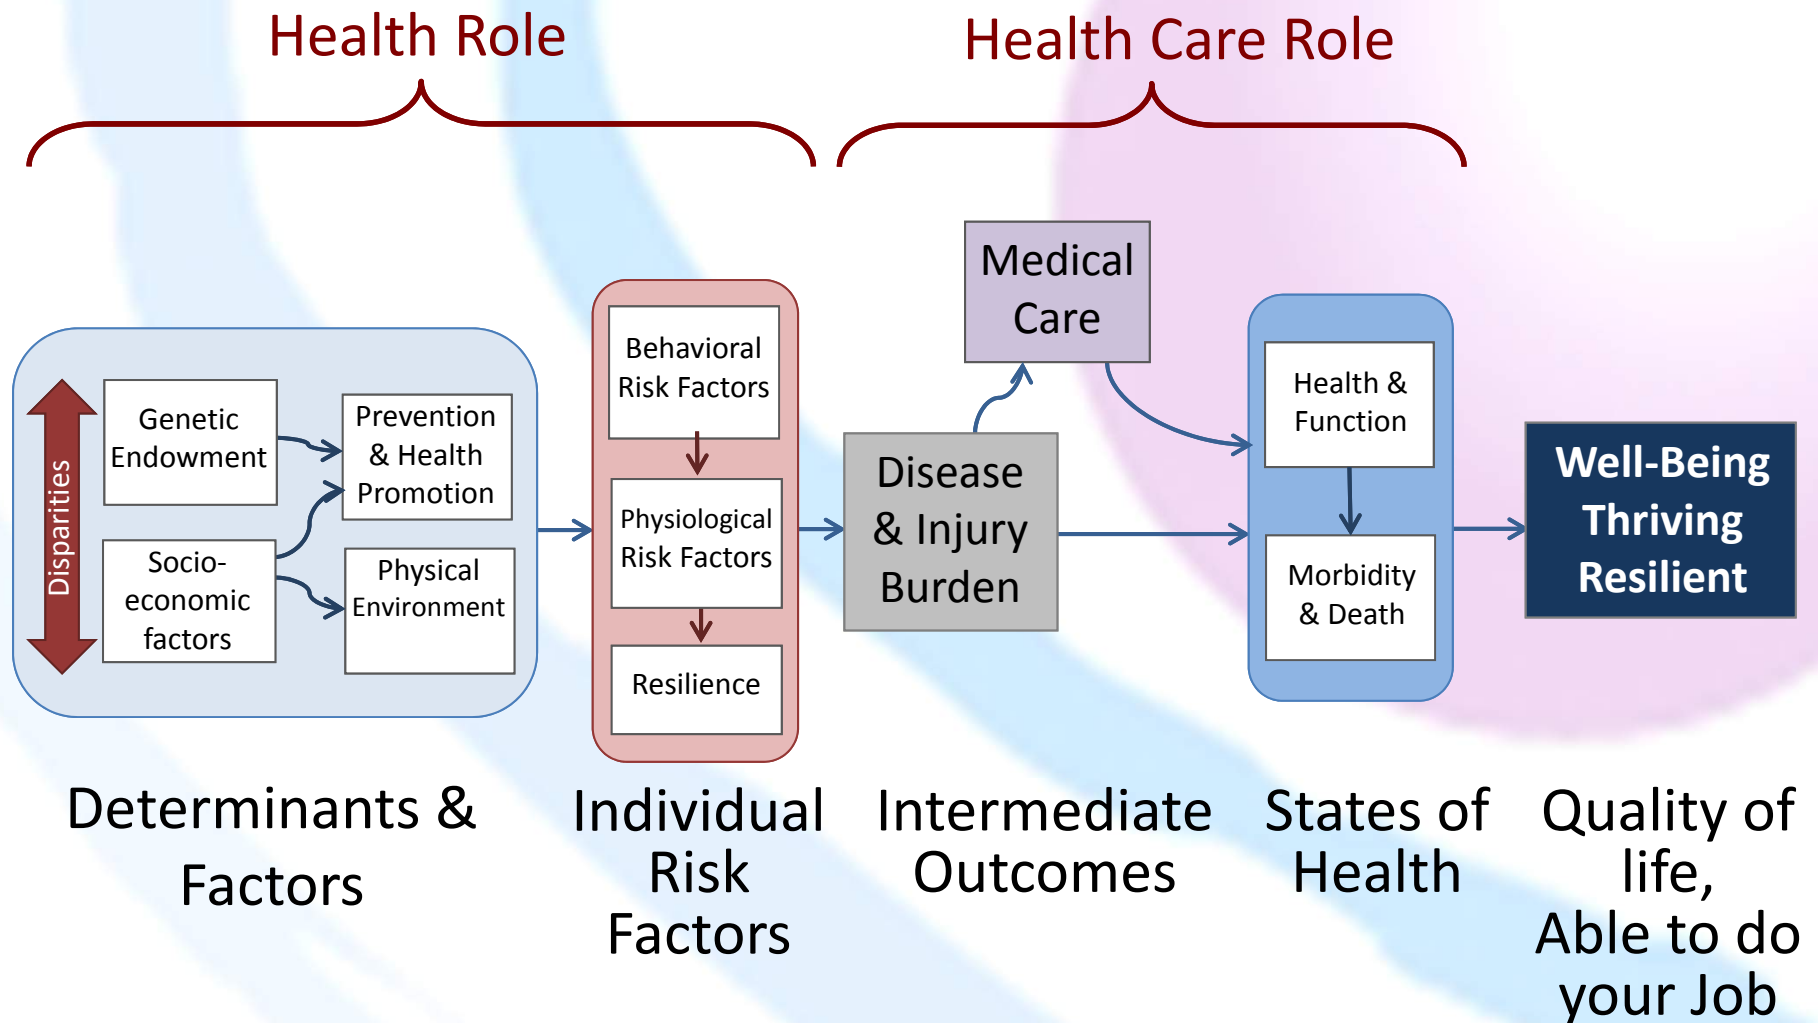 Health Role
Health Care Role
Disparities
Genetic
Endowment
Prevention
& Health
Promotion
Socio-
economic
factors
Physical
Environment
Behavioral
Risk Factors
Physiological
Risk Factors
Resilience
Medical
Care
Disease
& Injury
Burden
Health &
Function
Morbidity
& Death
Well-Being
Thriving
Resilient
Determinants &
Factors
Individual
Risk
Factors
Intermediate
Outcomes
States of
Health
Quality of
life,
Able to do
your Job